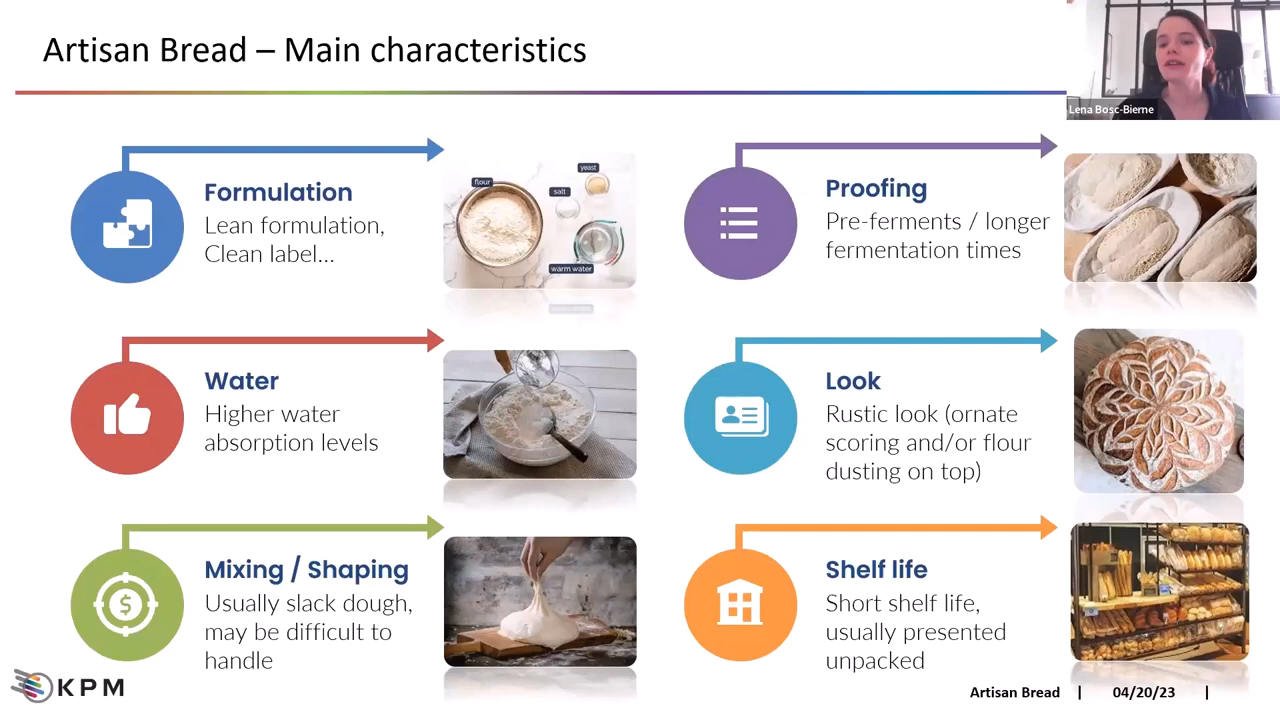 Artisan Bread – Main characteristics
Lena Bosc-Bierne
Formulation
Lean formulation,
Clean label...
flour
salt
yeast
warm water
Proofing
Pre-ferments / longer
fermentation times
Water
Higher water
absorption levels
Look
Rustic look (ornate
scoring and/or flour
dusting on top)
Mixing / Shaping
Usually slack dough,
may be difficult to
handle
$
Shelf life
Short shelf life,
usually presented
unpacked
KPM
Artisan Bread | 04/20/23 |